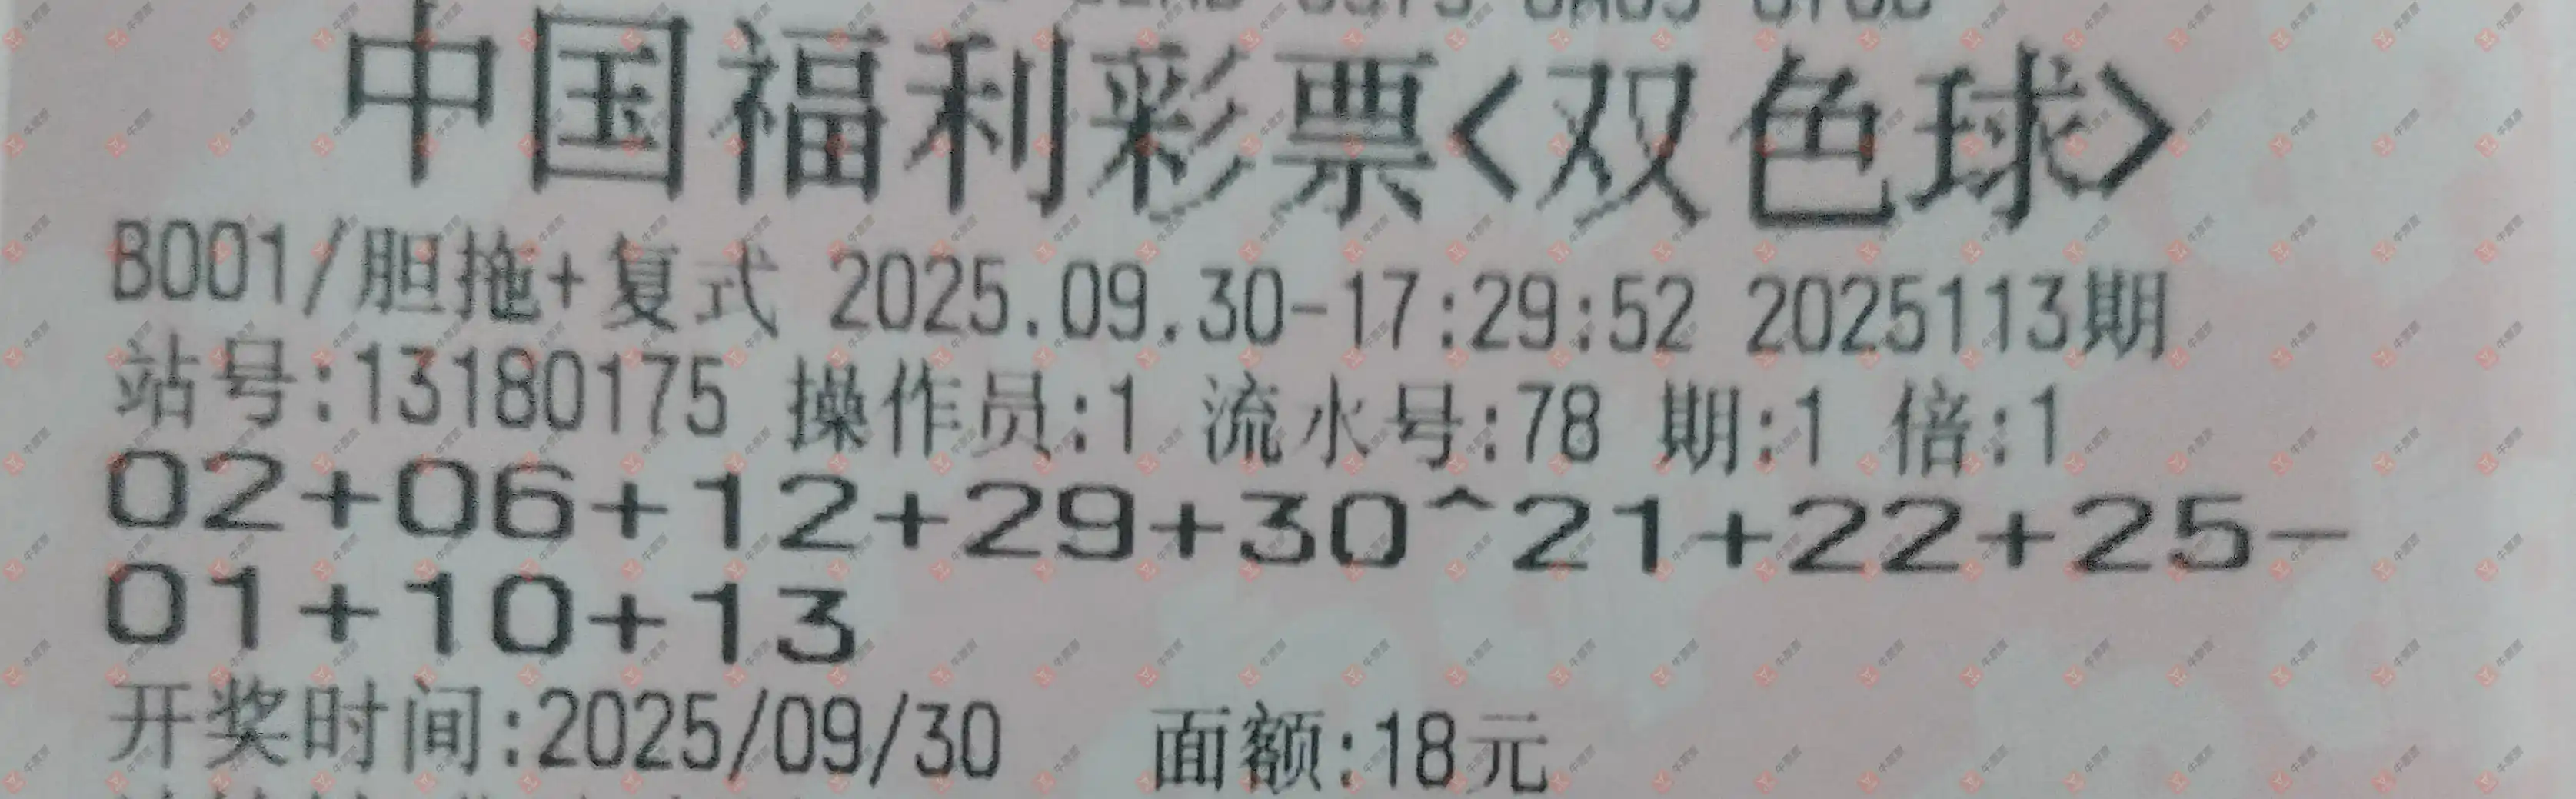 中国福利彩票<双色球>
B001/胆拖+复式 2025.09.30-17:29:52 2025113期
站号:13180175 操作员:1 流水号:78 期:1 倍:1
02+06+12+29+30^21+22+25-
01+10+13
开奖时间:2025/09/30 面额:18元